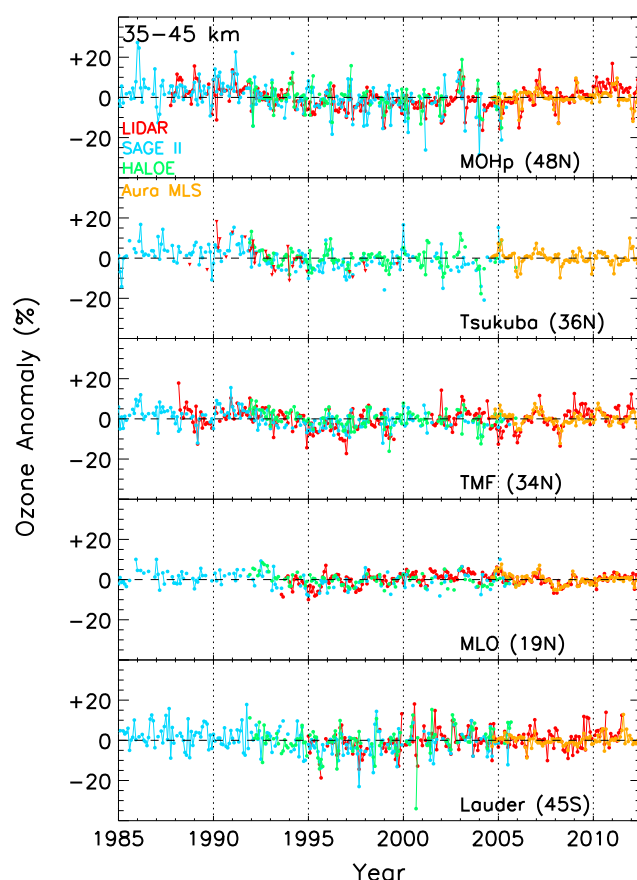 35-45 km
+20
0
-20
LIDAR
SAGE II
HALOE
MOHp (48N)
Aura MLS
+20
0
-20
Tsukuba (36N)
+20
0
-20
TMF (34N)
+20
0
-20
MLO (19N)
+20
0
-20
Lauder (45S)
Ozone Anomaly (%)
1985 1990 1995 2000 2005 2010
Year